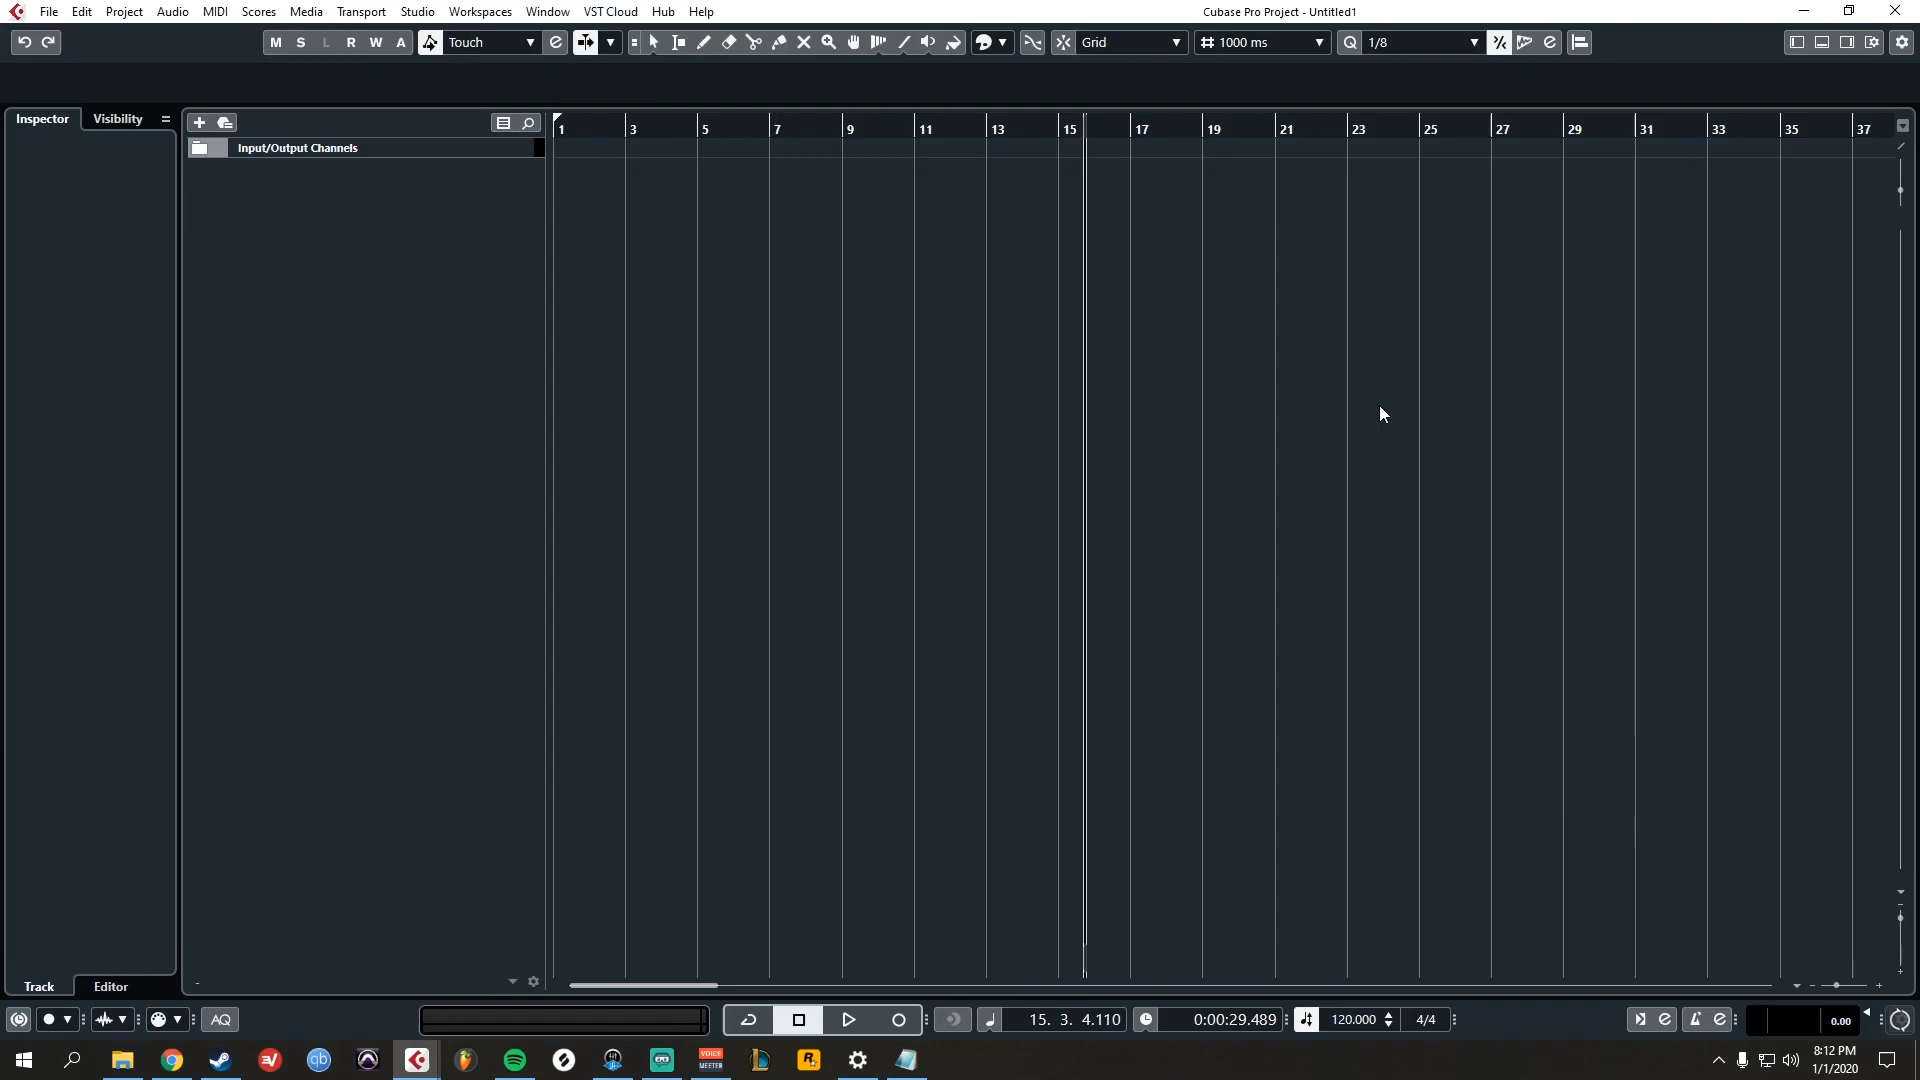 File Edit Project Audio MIDI Scores Media Transport Studio Workspaces Window VST Cloud Hub Help Cubase Pro Project - Untitled1
M S L R W A Touch Grid 1000 ms Q 1/8
Inspector Visibility
1 3 5 7 9 11 13 15 17 19 21 23 25 27 29 31 33 35 37
Input/Output Channels
Track Editor
AQ 15. 3. 4.110 0:00:29.489 120.000 4/4 0.00
qb VOICE MEETER R
8:12 PM
1/1/2020